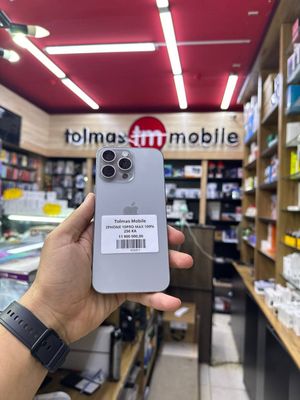 tolmas tm mobile
Tolmas Mobile
IPHONE 15PRO MAX 100%
256 KA
11 800 000,00